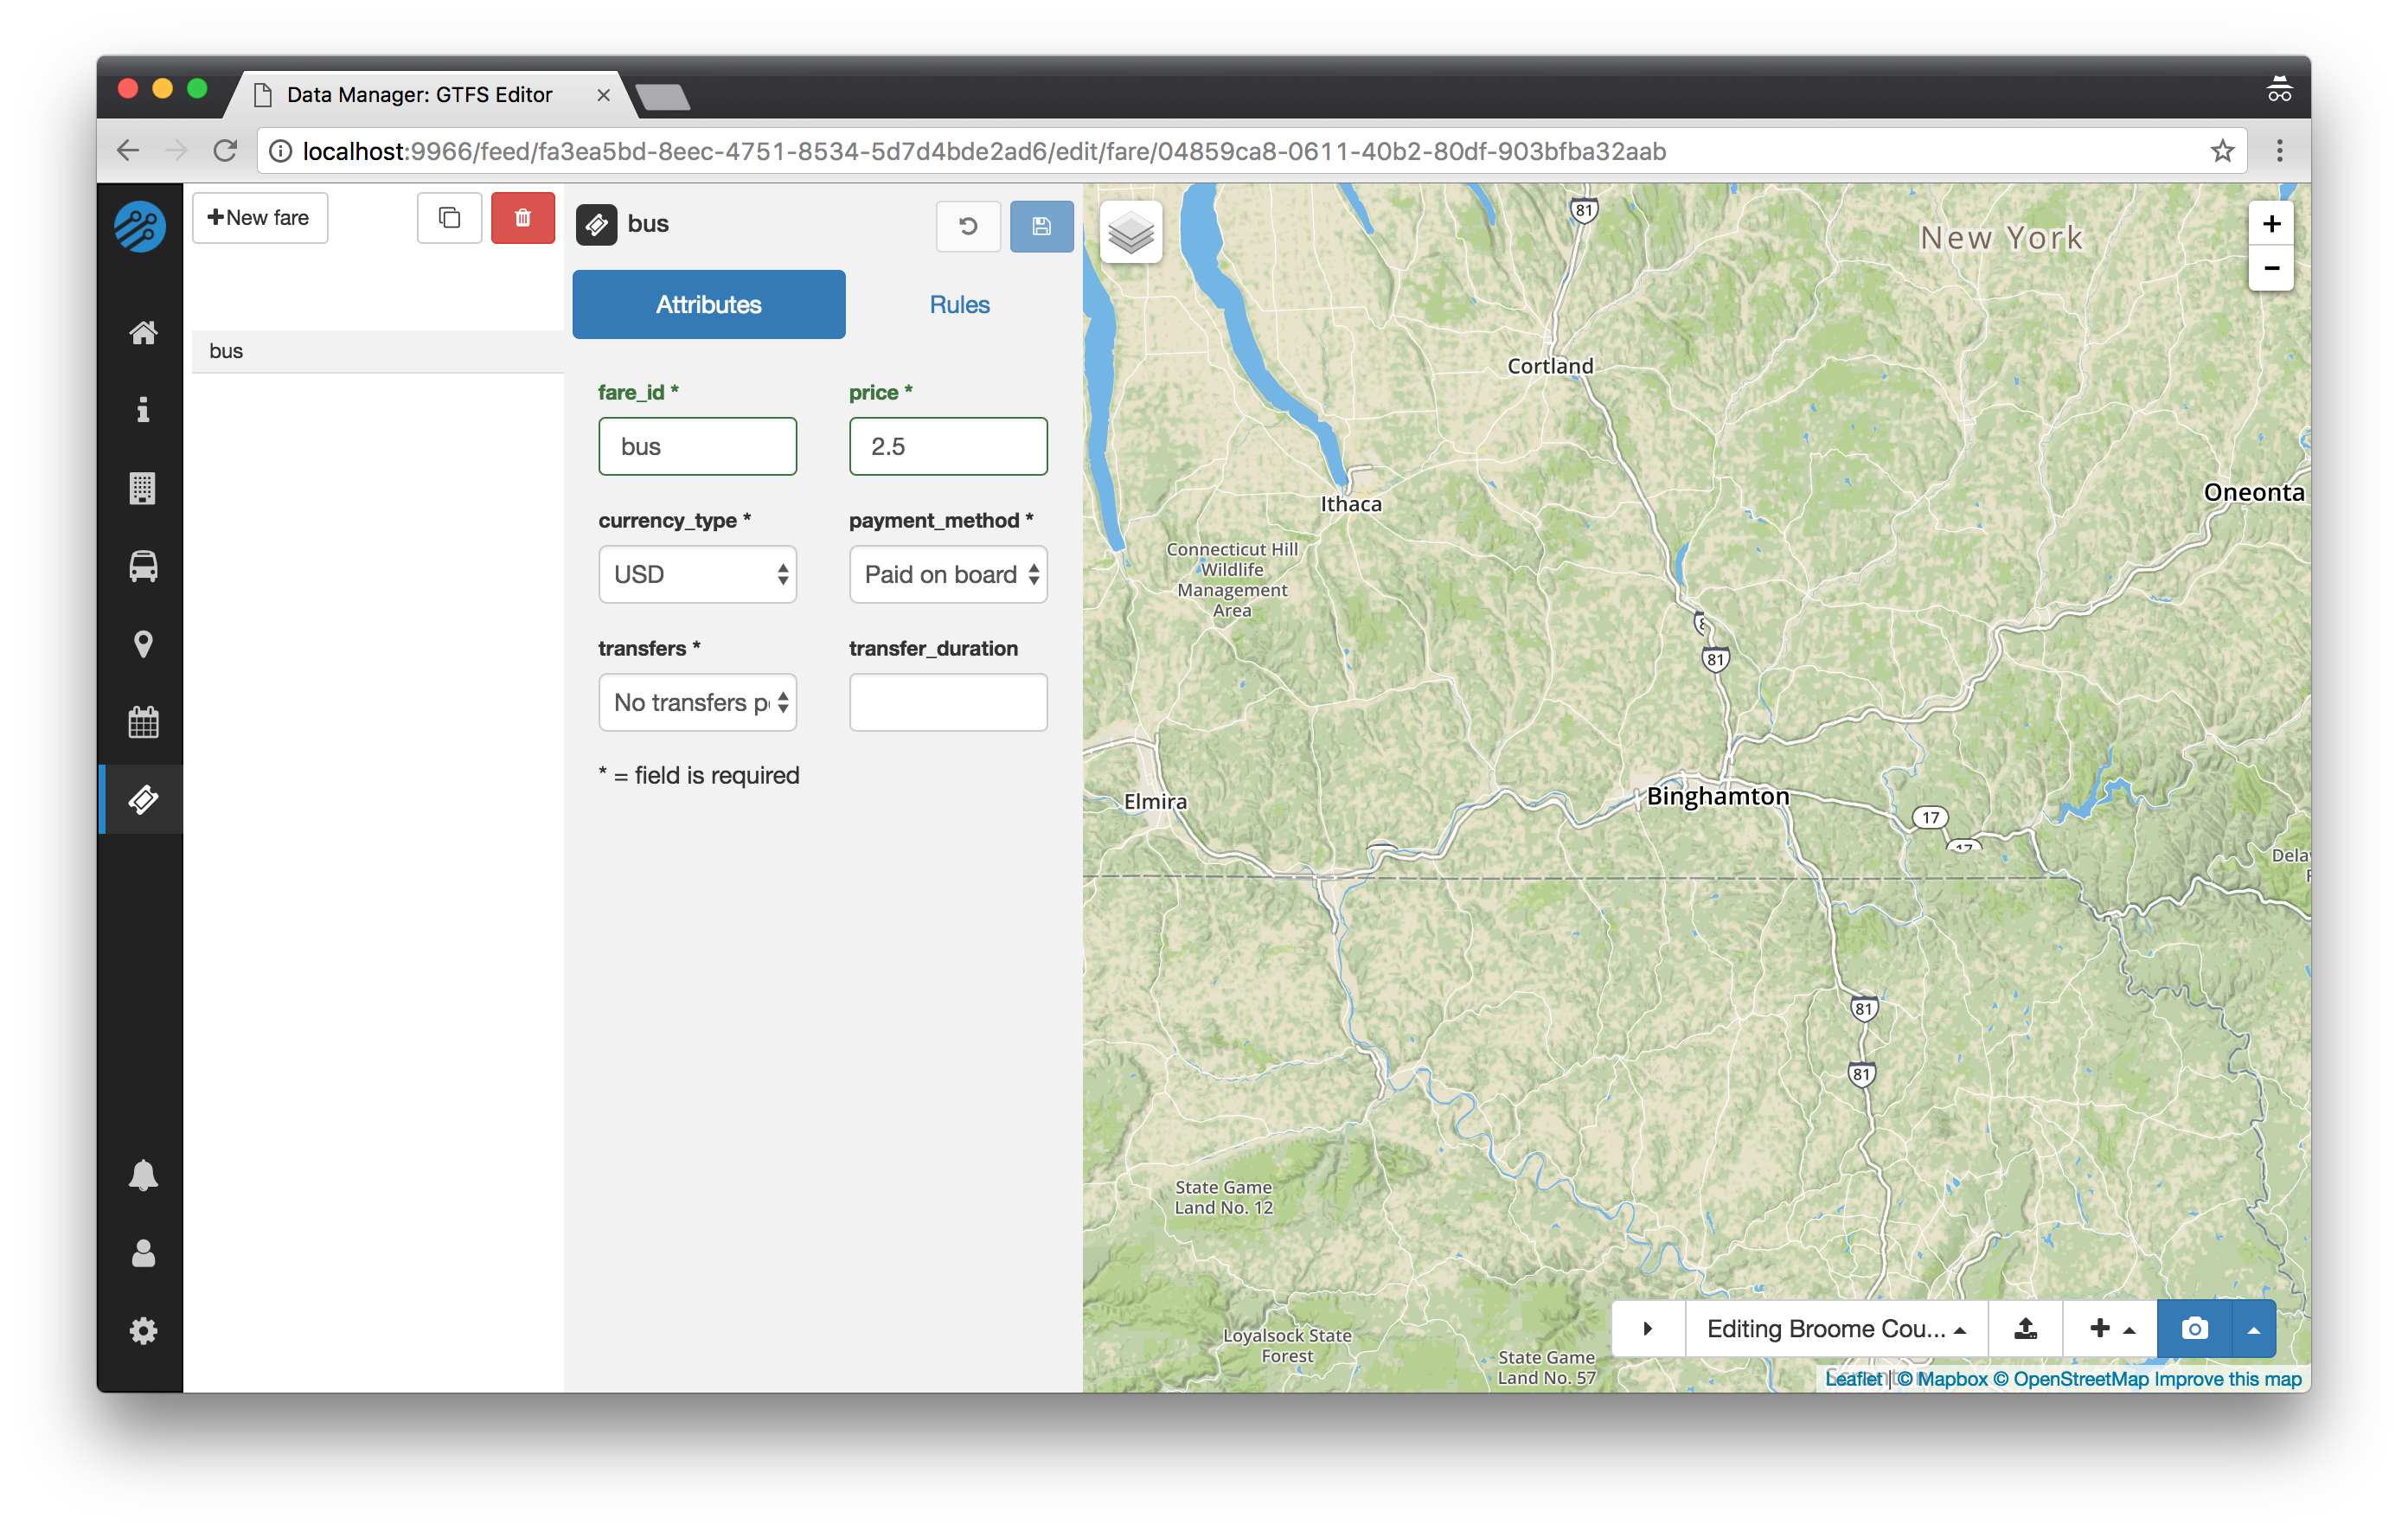 Data Manager: GTFS Editor
localhost:9966/feed/fa3ea5bd-8eec-4751-8534-5d7d4bde2ad6/edit/fare/04859ca8-0611-40b2-80df-903bfba32aab
New fare
bus
bus
Attributes
Rules
fare_id *
price *
bus
2.5
currency_type *
payment_method *
USD
Paid on board
transfers *
transfer_duration
No transfers p
* = field is required
81
New York
+
−
Cortland
Ithaca
Oneonta
Connecticut Hill
Wildlife
Management
Area
81
Elmira
Binghamton
17
17
Dela
81
81
State Game
Land No. 12
Loyalsock State
Forest
State Game
Land No. 57
Editing Broome Cou...
Leaflet | © Mapbox © OpenStreetMap Improve this map